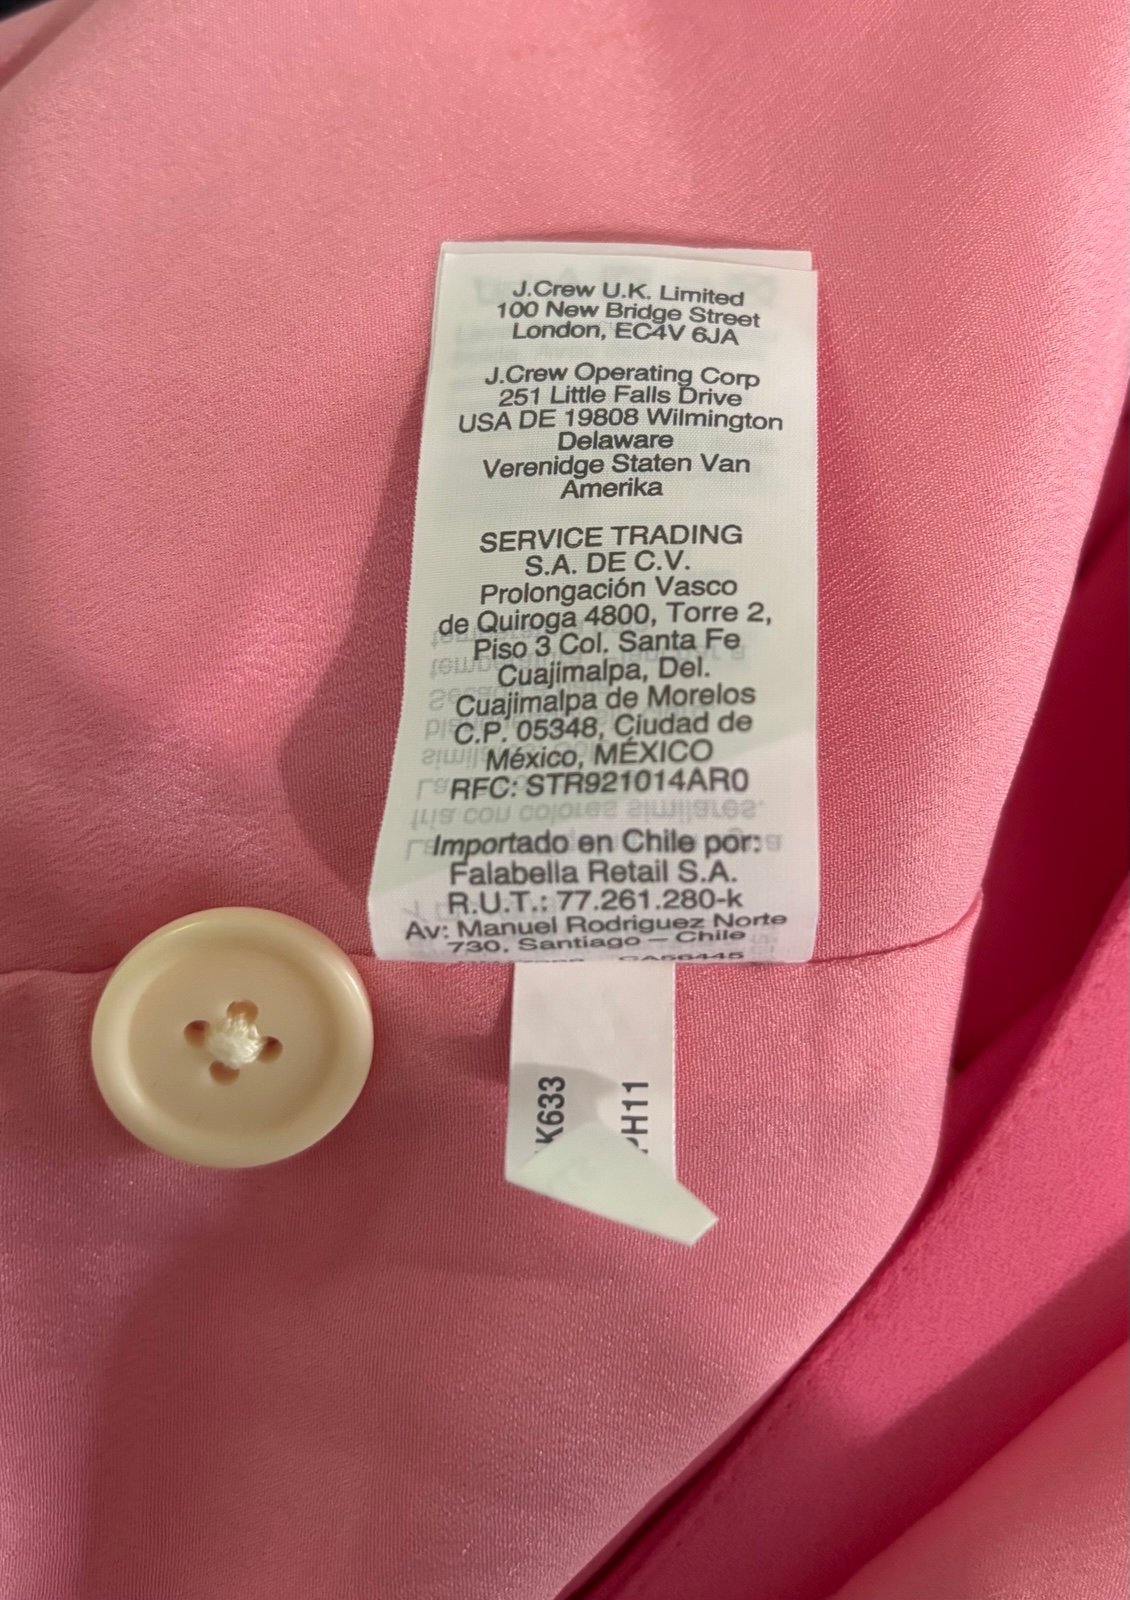 J.Crew U.K. Limited
100 New Bridge Street
London, EC4V 6JA
J.Crew Operating Corp
251 Little Falls Drive
USA DE 19808 Wilmington
Delaware
Verenidge Staten Van
Amerika
SERVICE TRADING
S.A. DE C.V.
Prolongación Vasco
de Quiroga 4800, Torre 2,
Piso 3 Col. Santa Fe
Cuajimalpa, Del.
Cuajimalpa de Morelos
C.P. 05348, Ciudad de
México, MÉXICO
RFC: STR921014AR0
Importado en Chile por:
Falabella Retail S.A.
R.U.T.: 77.261.280-k
Av: Manuel Rodriguez Norte
730, Santiago – Chile
CA56445
K633
PH11